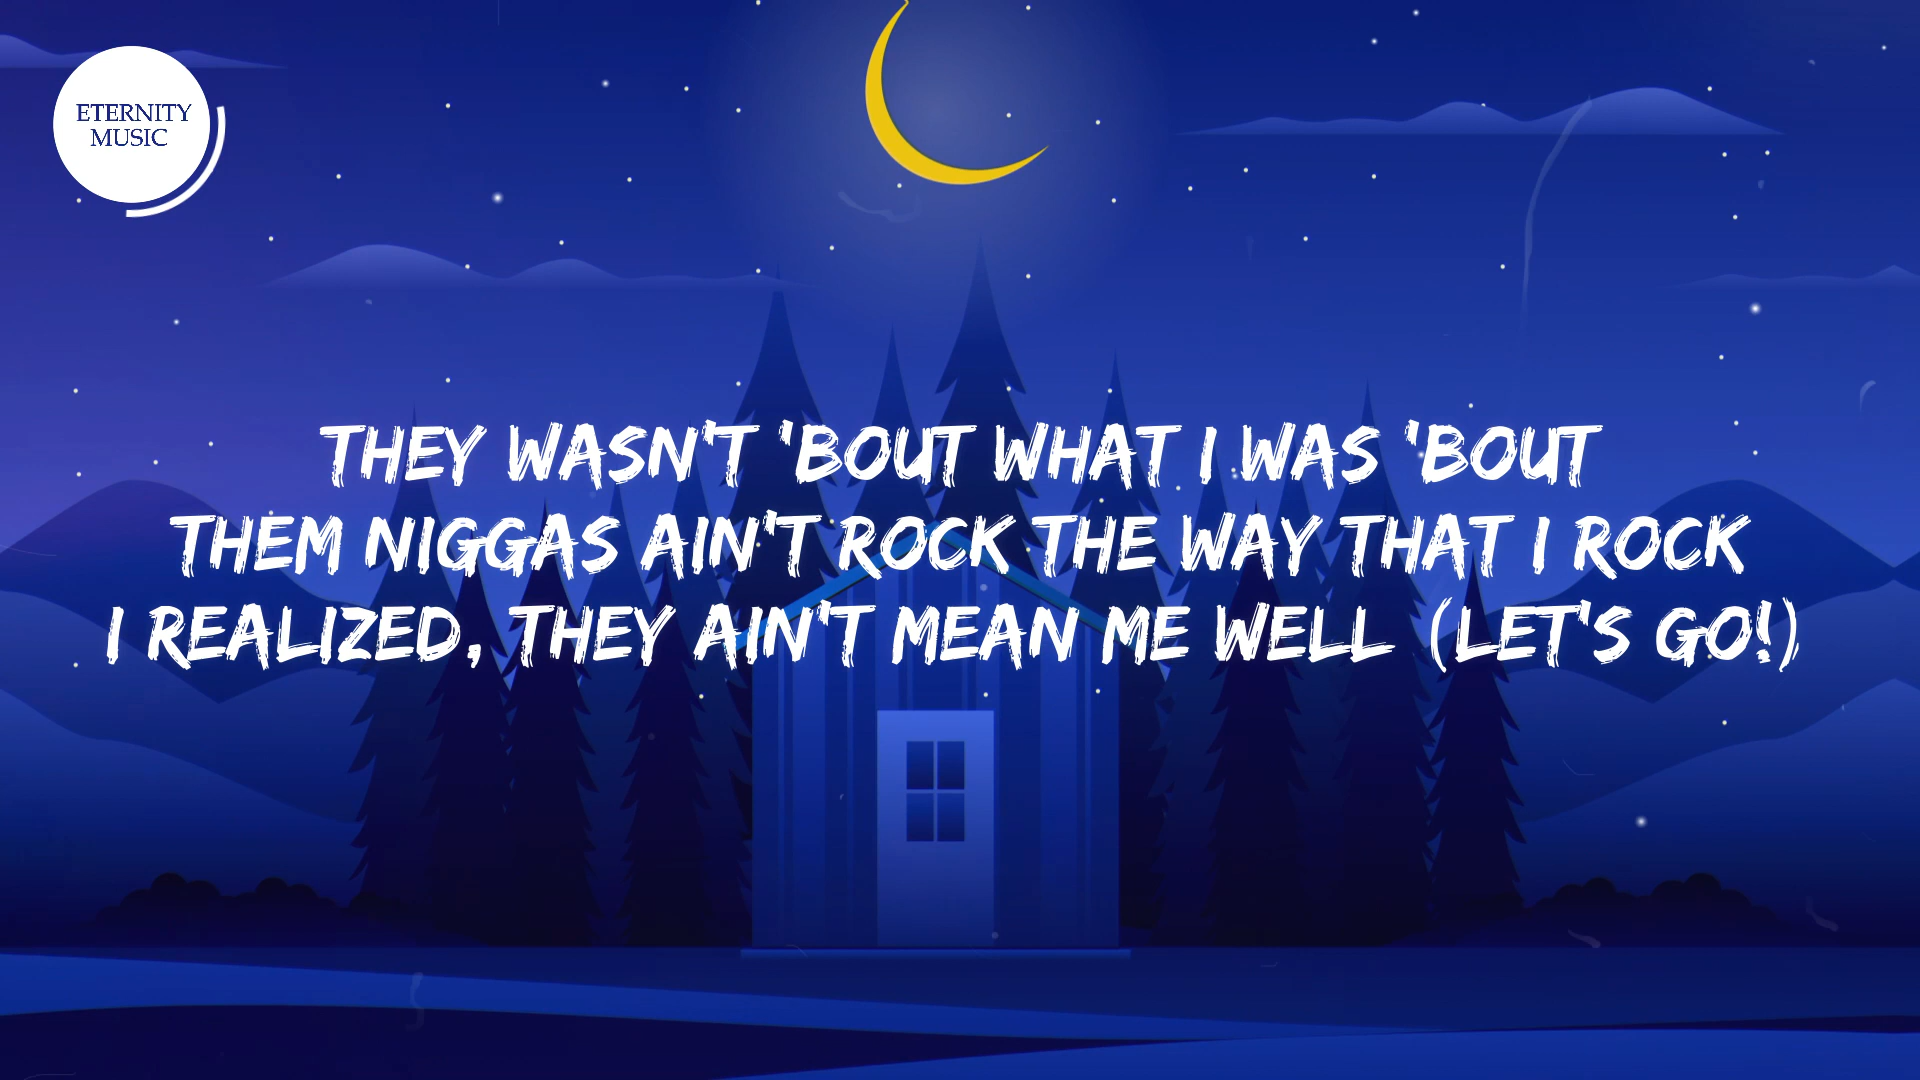 ETERNITY
MUSIC
THEY WASN'T 'BOUT WHAT I WAS 'BOUT
THEM NIGGAS AIN'T ROCK THE WAY THAT I ROCK
I REALIZED, THEY AIN'T MEAN ME WELL (LET'S GO!)